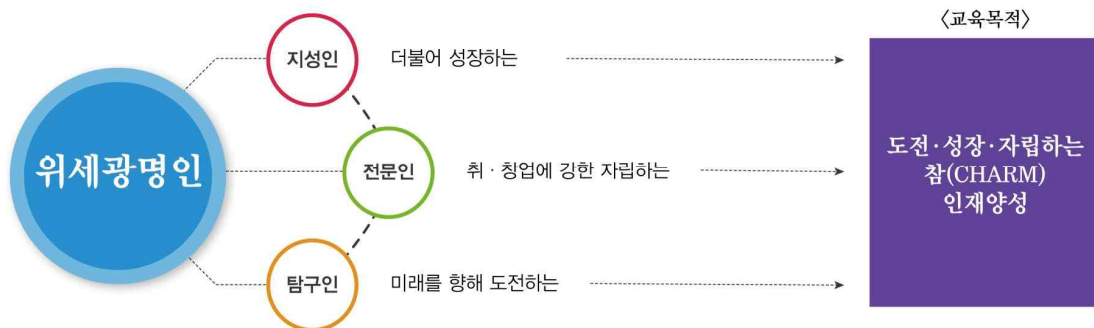 〈교육목적〉
위세광명인
지성인
더불어 성장하는
전문인
취 · 창업에 강한 자립하는
탐구인
미래를 향해 도전하는
도전·성장·자립하는
참(CHARM)
인재양성